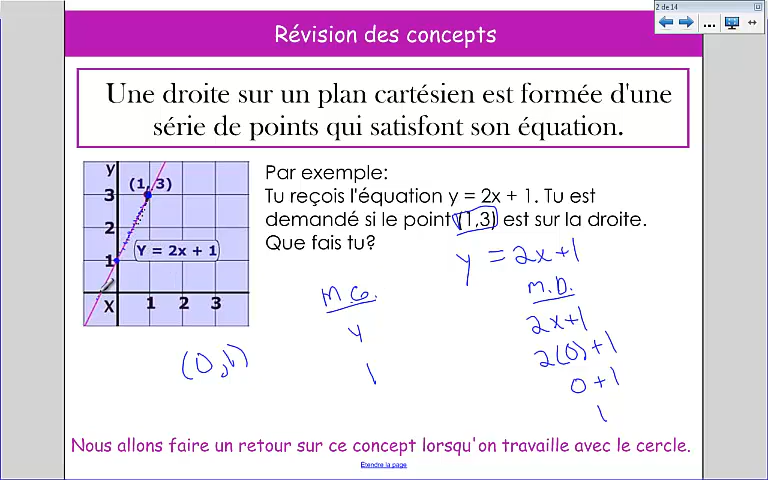 2 de 14
Révision des concepts
Une droite sur un plan cartésien est formée d'une
série de points qui satisfont son équation.
y
(1, 3)
3
2
Y = 2x + 1
1
X
1 2 3
Par exemple:
Tu reçois l'équation y = 2x + 1. Tu est
demandé si le point (1,3) est sur la droite.
Que fais tu?
y = 2x+1
M.G.
y
1
M.D.
2x+1
2(0)+1
0+1
1
(0,1)
Nous allons faire un retour sur ce concept lorsqu'on travaille avec le cercle.
Étendre la page